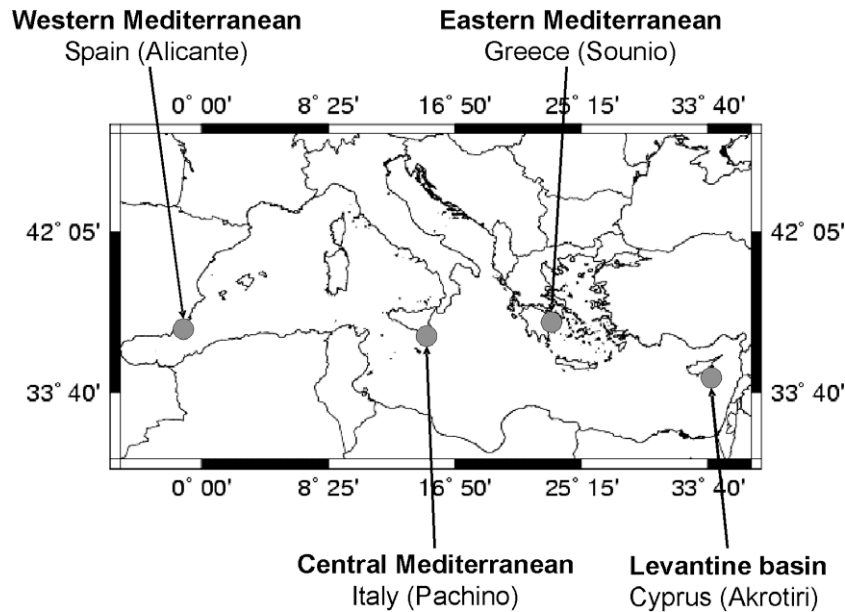 Western Mediterranean
Spain (Alicante)
Eastern Mediterranean
Greece (Sounio)
0° 00' 8° 25' 16° 50' 25° 15' 33° 40'
42° 05' 42° 05'
33° 40' 33° 40'
0° 00' 8° 25' 16° 50' 25° 15' 33° 40'
Central Mediterranean
Italy (Pachino)
Levantine basin
Cyprus (Akrotiri)